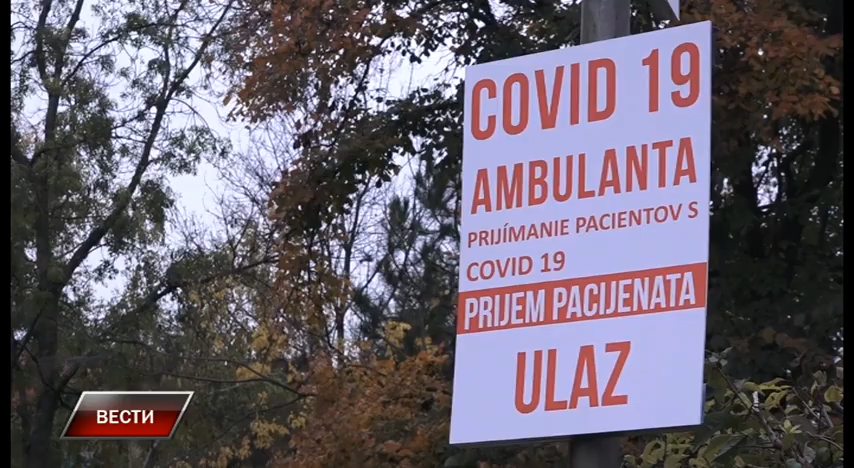 COVID 19
AMBULANTA
PRIJÍMANIE PACIENTOV S
COVID 19
PRIJEM PACIJENATA
ULAZ
ВЕСТИ